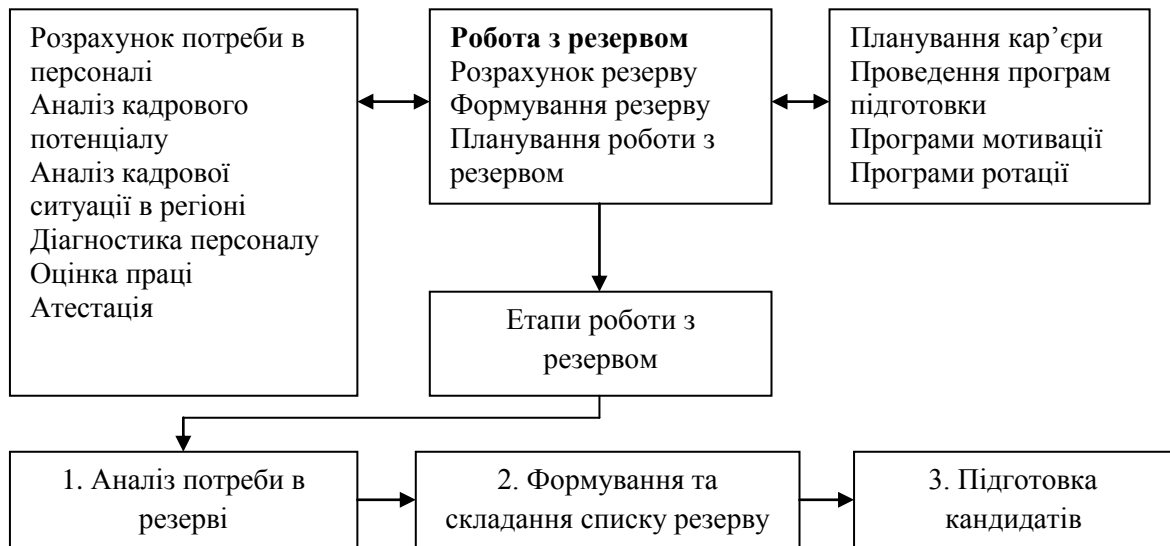 Розрахунок потреби в
персоналі
Аналіз кадрового
потенціалу
Аналіз кадрової
ситуації в регіоні
Діагностика персоналу
Оцінка праці
Атестація
Робота з резервом
Розрахунок резерву
Формування резерву
Планування роботи з
резервом
Планування кар’єри
Проведення програм
підготовки
Програми мотивації
Програми ротації
Етапи роботи з
резервом
1. Аналіз потреби в
резерві
2. Формування та
складання списку резерву
3. Підготовка
кандидатів